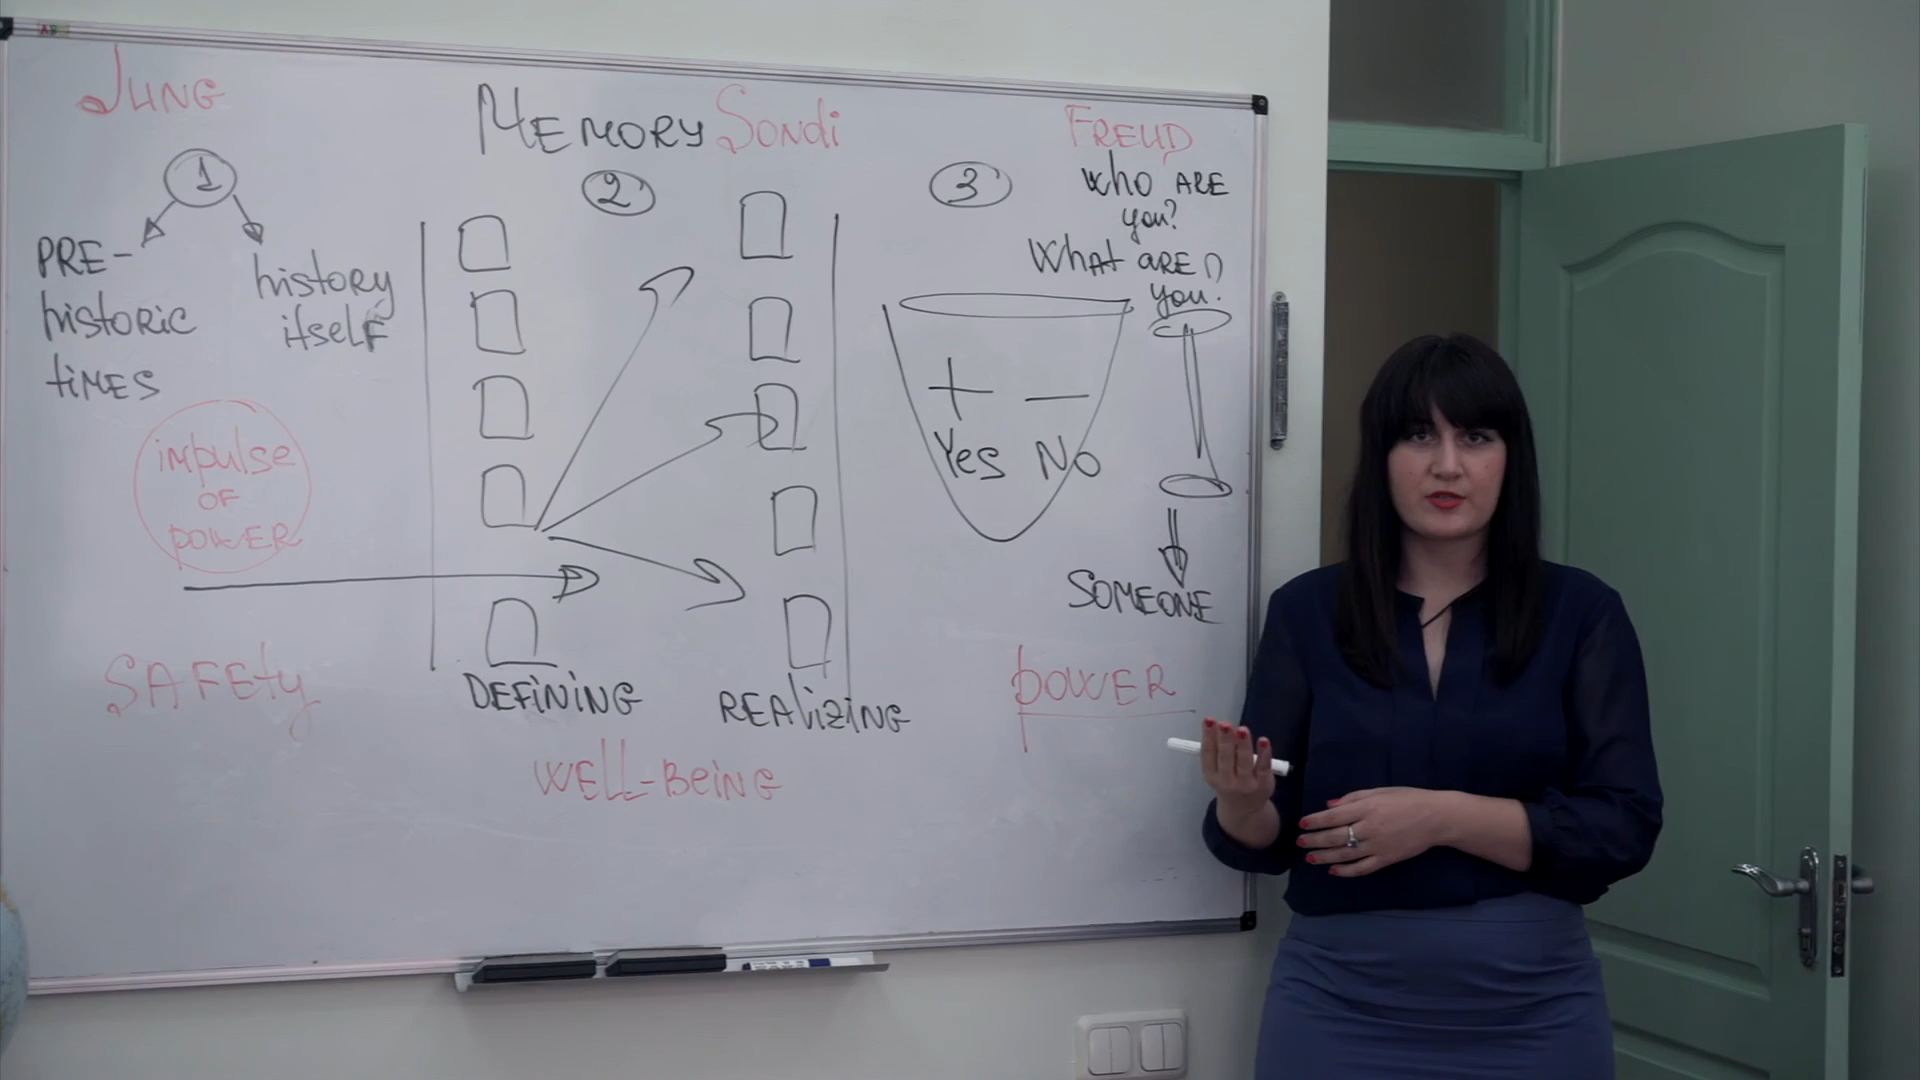 JUNG
MEMORY Sondi
FREUD
1
2
3
PRE-
historic
times
history
itself
impulse
OF
power
SAFEty
DEFINING
REAliziNG
WELL-BeiNG
who ARE
you?
What ARE
you?
+ –
Yes No
SOMEONE
power